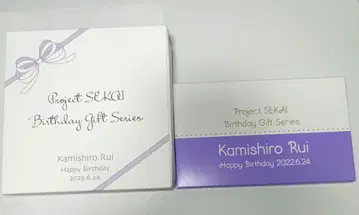 Project SEKAI
Birthday Gift Series
Kamishiro Rui
Happy Birthday
2023.6.24
Project SEKAI
Birthday Gift Series
Kamishiro Rui
Happy Birthday 2022.6.24